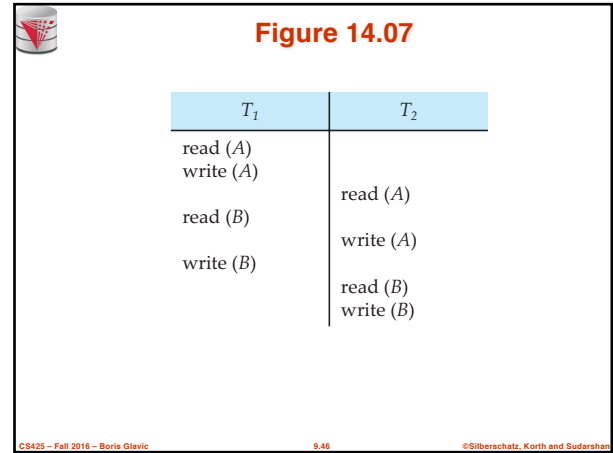 Figure 14.07
T1 T2
read (A)
write (A)
read (A)
read (B)
write (A)
write (B)
read (B)
write (B)
CS425 – Fall 2016 – Boris Glavic 9.46 ©Silberschatz, Korth and Sudarshan